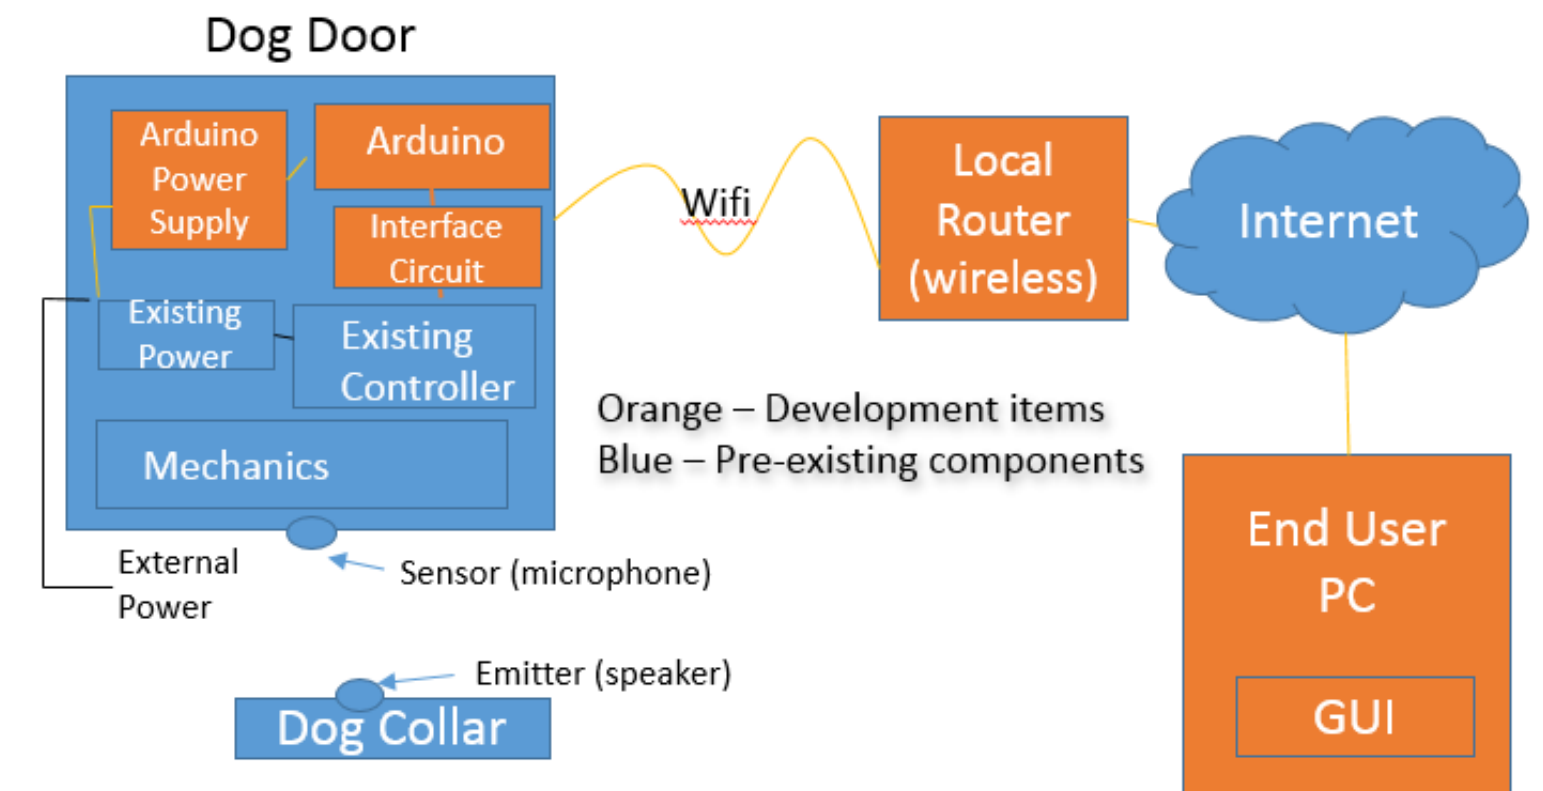 Dog Door
Arduino
Power
Supply
Arduino
Interface
Circuit
Existing
Power
Existing
Controller
Mechanics
External
Power
Sensor (microphone)
Emitter (speaker)
Dog Collar
Wifi
Local
Router
(wireless)
Internet
Orange – Development items
Blue – Pre-existing components
End User
PC
GUI